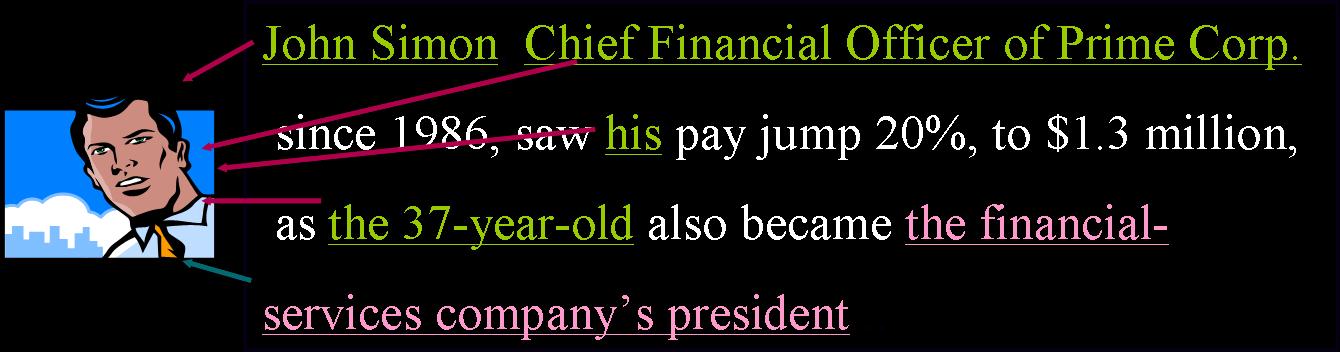 John Simon Chief Financial Officer of Prime Corp.
since 1986, saw his pay jump 20%, to $1.3 million,
as the 37-year-old also became the financial-
services company’s president